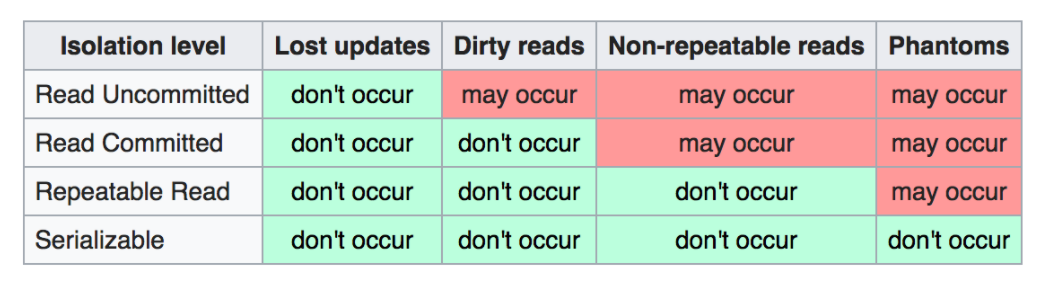 Isolation level Lost updates Dirty reads Non-repeatable reads Phantoms
Read Uncommitted don't occur may occur may occur may occur
Read Committed don't occur don't occur may occur may occur
Repeatable Read don't occur don't occur don't occur may occur
Serializable don't occur don't occur don't occur don't occur